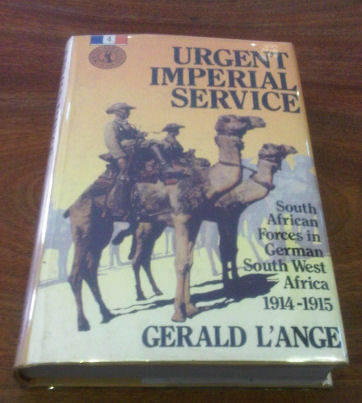 4
URGENT
IMPERIAL
SERVICE
South
African
Forces in
German
South West
Africa
1914-1915
GERALD L'ANGE